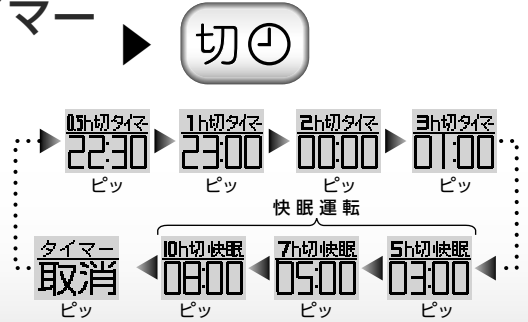 マー
切
0.5h切タイマー 1h切タイマー 2h切タイマー 3h切タイマー
22:30 23:00 00:00 01:00
ピッ ピッ ピッ ピッ
快眠運転
タイマー 10h切快眠 7h切快眠 5h切快眠
取消 08:00 05:00 03:00
ピッ ピッ ピッ ピッ